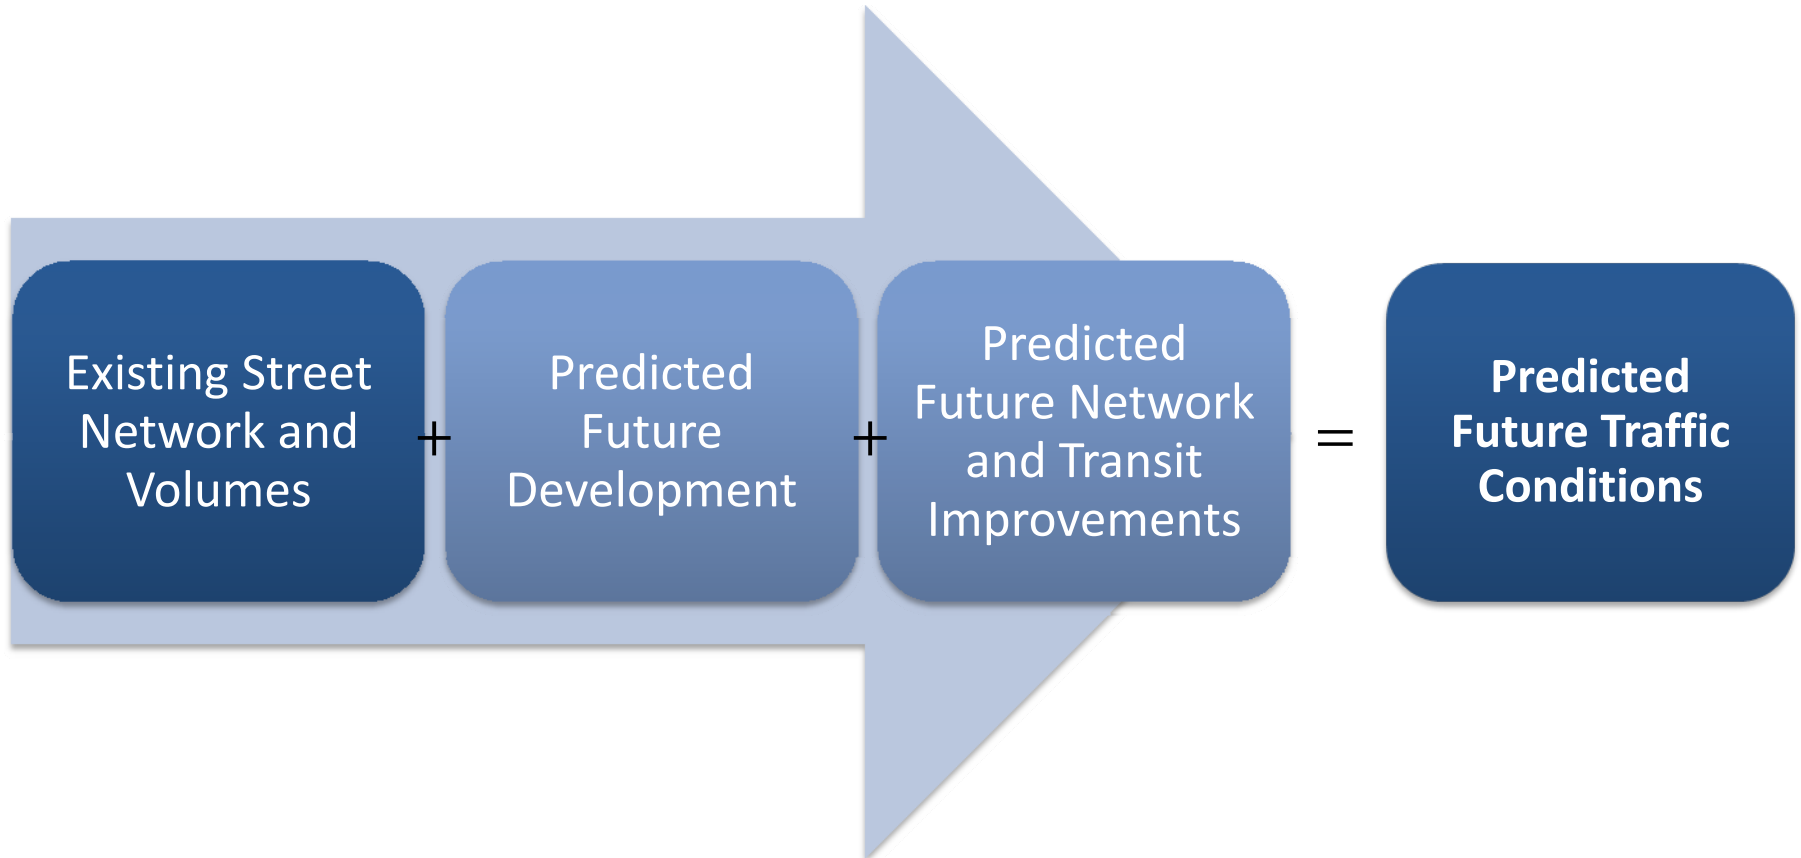 Existing Street
Network and
Volumes
+
Predicted
Future
Development
+
Predicted
Future Network
and Transit
Improvements
=
Predicted
Future Traffic
Conditions